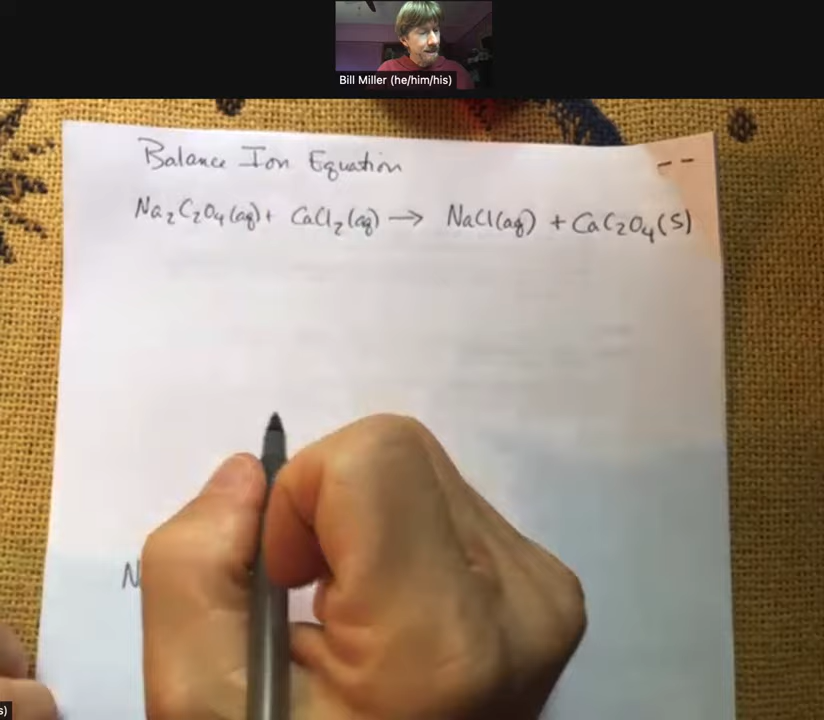 Bill Miller (he/him/his)
Balance Ion Equation
Na₂C₂O₄(aq) + CaCl₂(aq) → NaCl(aq) + CaC₂O₄(s)
N
s)